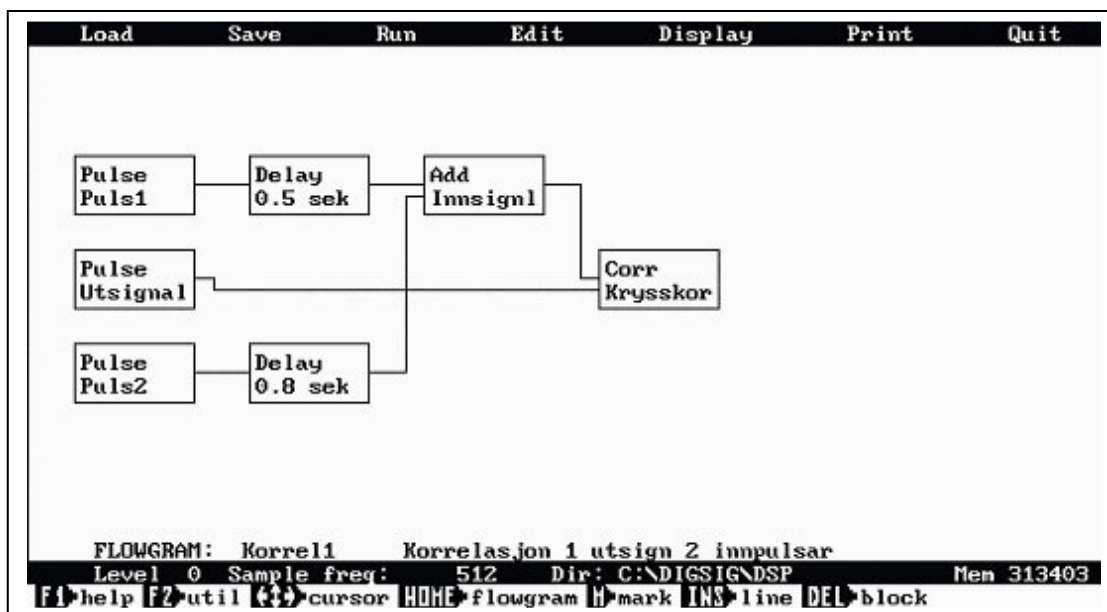 Load Save Run Edit Display Print Quit
Pulse
Puls1
Delay
0.5 sek
Add
Innsignl
Pulse
Utsignal
Corr
Krysskor
Pulse
Puls2
Delay
0.8 sek
FLOWGRAM: Korrel1 Korrelasjon 1 utsign 2 innpulsar
Level 0 Sample freq: 512 Dir: C:\DIGSIG\DSP Mem 313403
F1 help F2 util cursor HOME flowgram M mark INS line DEL block